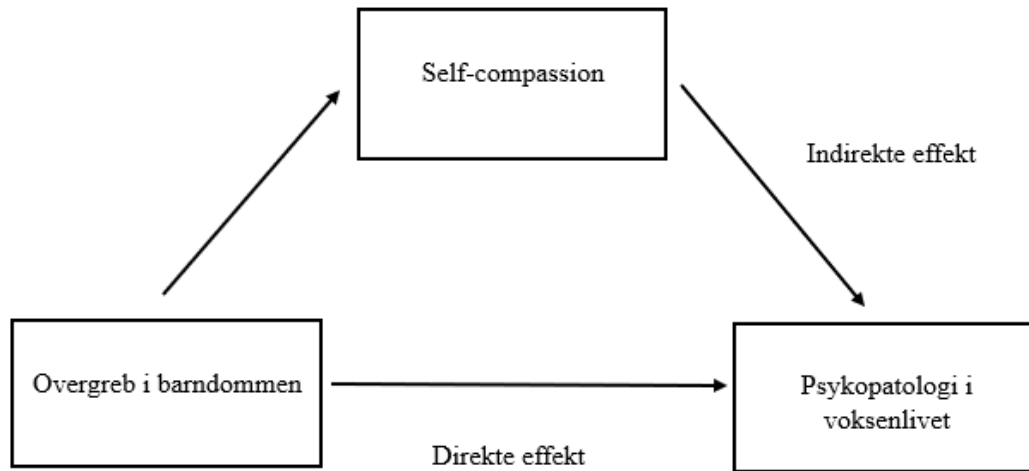 Self-compassion
Indirekte effekt
Overgreb i barndommen
Psykopatologi i
voksenlivet
Direkte effekt